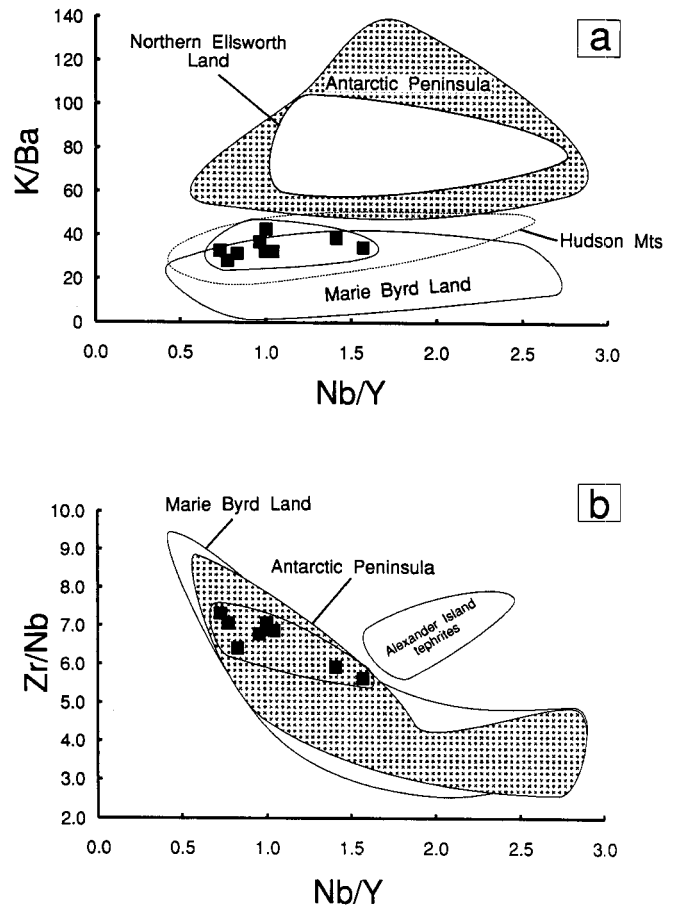 a
140
120
100
80
60
40
20
0
K/Ba
Northern Ellsworth
Land
Antarctic Peninsula
Hudson Mts
Marie Byrd Land
0.0 0.5 1.0 1.5 2.0 2.5 3.0
Nb/Y
b
10.0
9.0
8.0
7.0
6.0
5.0
4.0
3.0
2.0
Zr/Nb
Marie Byrd Land
Antarctic Peninsula
Alexander Island
tephrites
0.0 0.5 1.0 1.5 2.0 2.5 3.0
Nb/Y